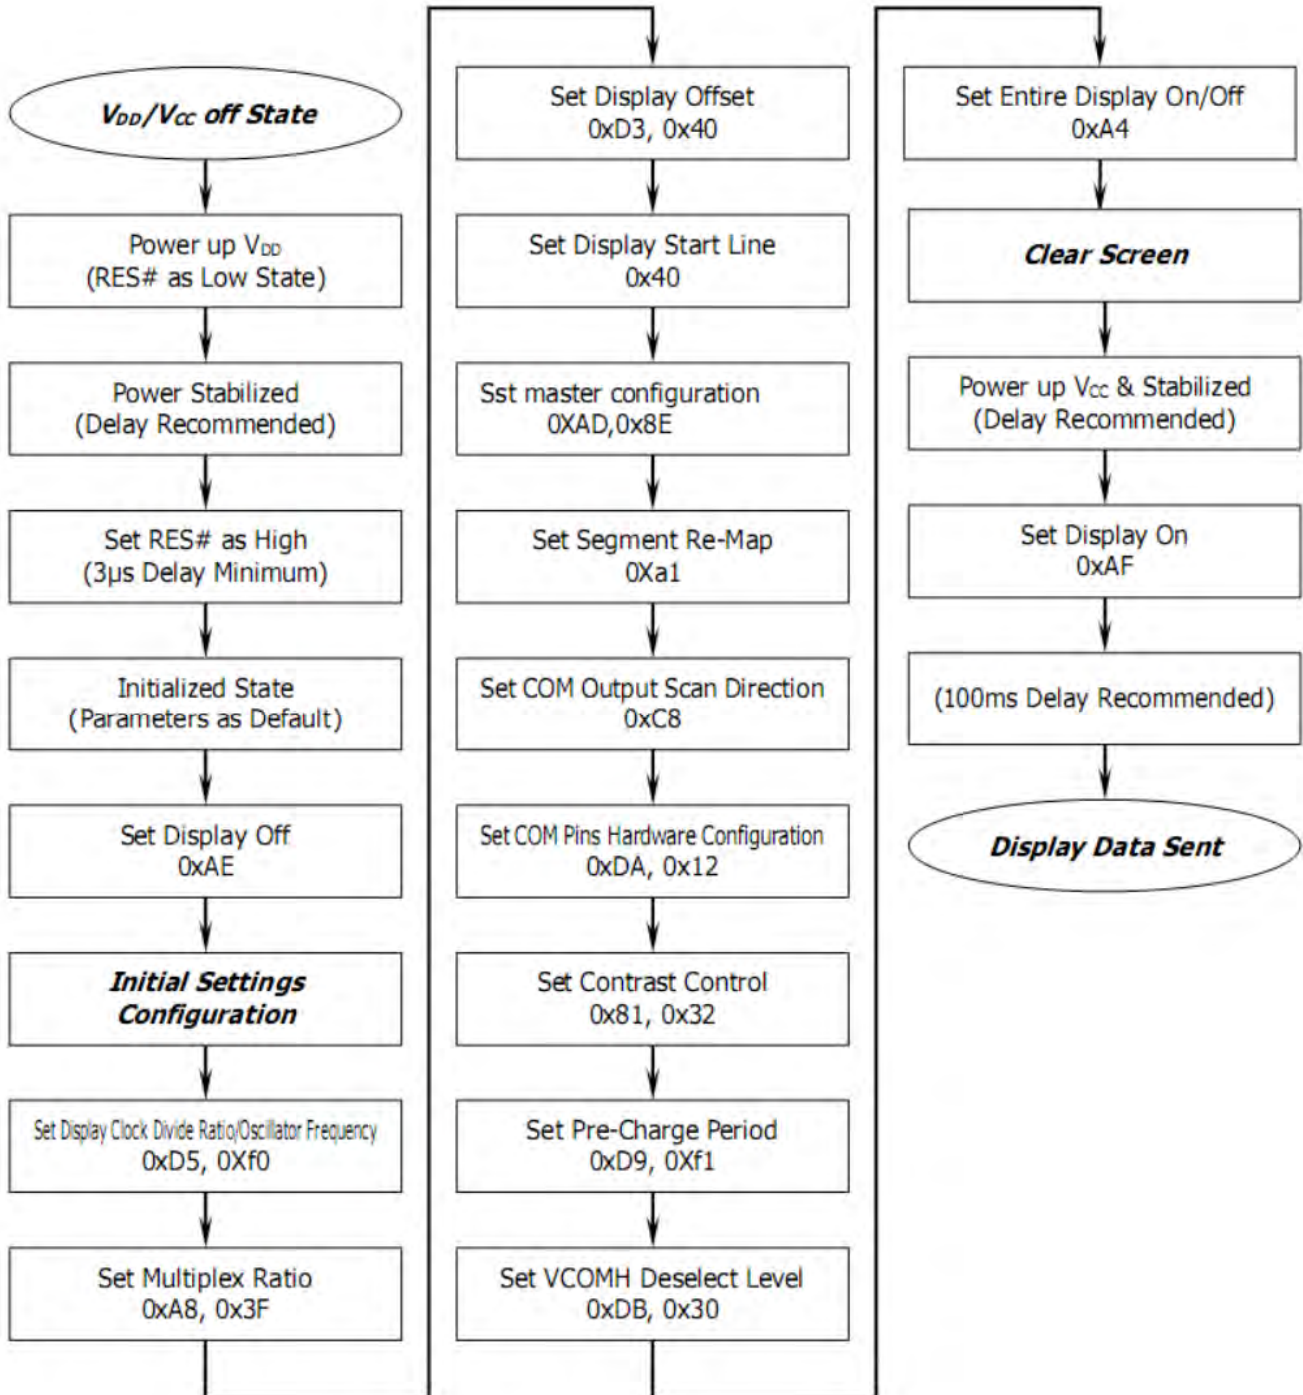 VDD/VCC off State
Power up VDD
(RES# as Low State)
Power Stabilized
(Delay Recommended)
Set RES# as High
(3μs Delay Minimum)
Initialized State
(Parameters as Default)
Set Display Off
0xAE
Initial Settings
Configuration
Set Display Clock Divide Ratio/Oscillator Frequency
0xD5, 0Xf0
Set Multiplex Ratio
0xA8, 0x3F
Set Display Offset
0xD3, 0x40
Set Display Start Line
0x40
Sst master configuration
0XAD,0x8E
Set Segment Re-Map
0Xa1
Set COM Output Scan Direction
0xC8
Set COM Pins Hardware Configuration
0xDA, 0x12
Set Contrast Control
0x81, 0x32
Set Pre-Charge Period
0xD9, 0Xf1
Set VCOMH Deselect Level
0xDB, 0x30
Set Entire Display On/Off
0xA4
Clear Screen
Power up VCC & Stabilized
(Delay Recommended)
Set Display On
0xAF
(100ms Delay Recommended)
Display Data Sent